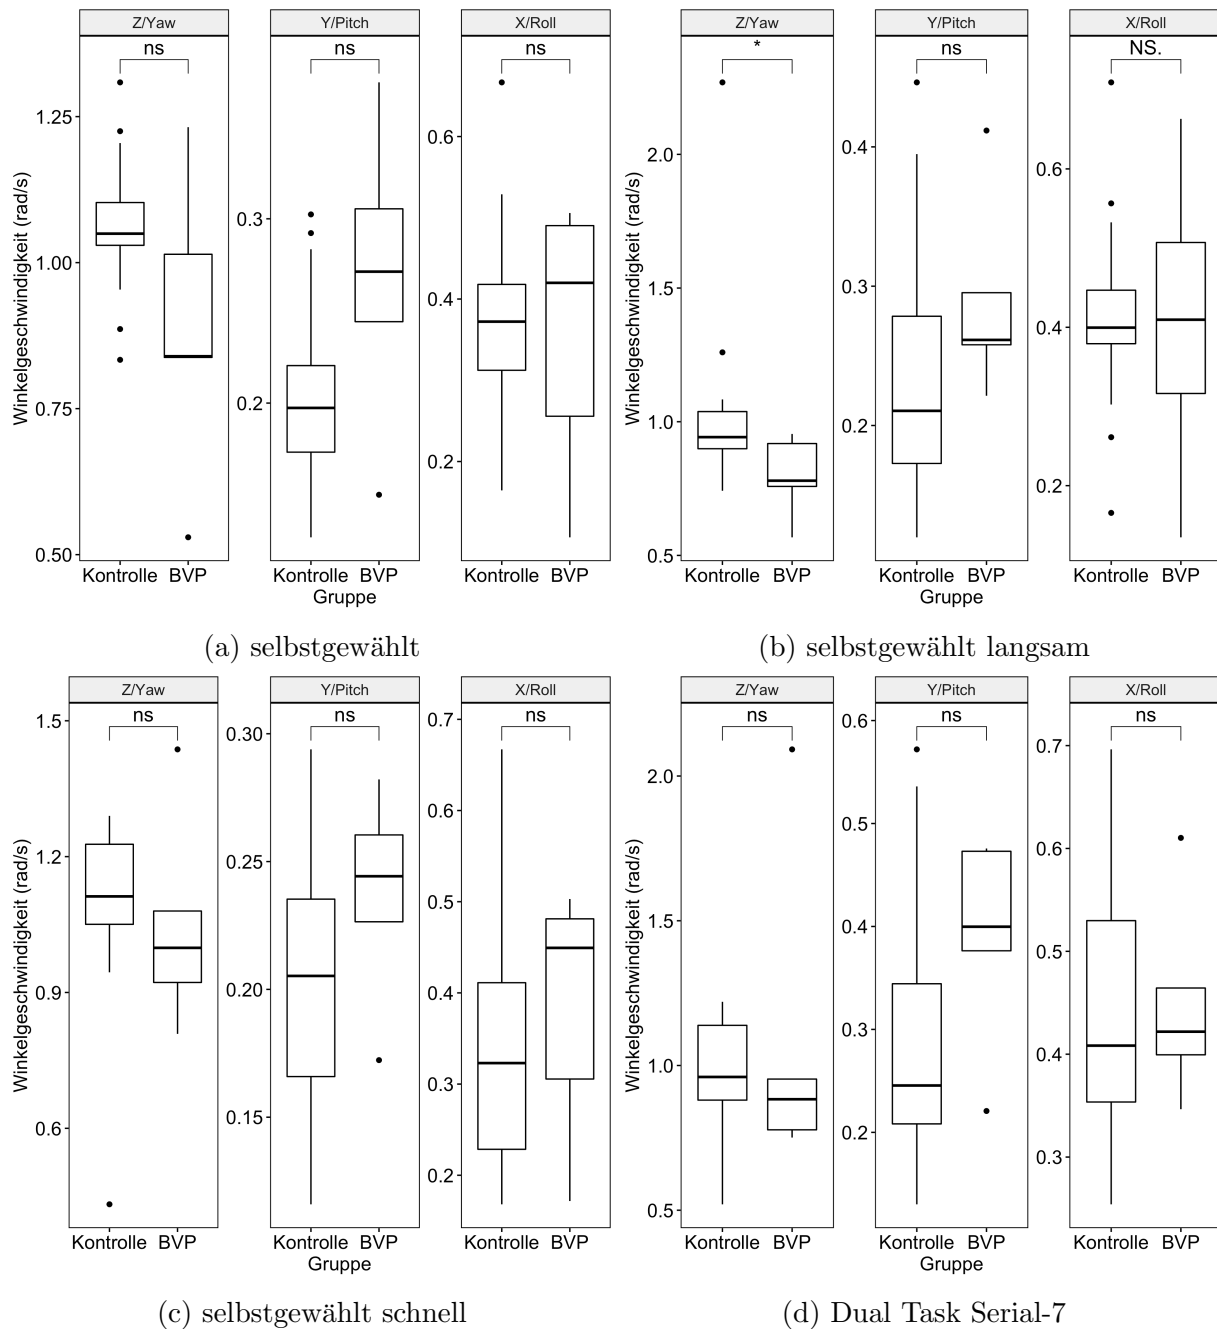 Z/Yaw Y/Pitch X/Roll
ns ns ns
Winkelgeschwindigkeit (rad/s)
1.25
1.00
0.75
0.50
0.3
0.2
0.6
0.4
0.2
Kontrolle BVP Kontrolle BVP Kontrolle BVP
Gruppe
(a) selbstgewählt
Z/Yaw Y/Pitch X/Roll
* ns NS.
Winkelgeschwindigkeit (rad/s)
2.0
1.5
1.0
0.5
0.4
0.3
0.2
0.6
0.4
0.2
Kontrolle BVP Kontrolle BVP Kontrolle BVP
Gruppe
(b) selbstgewählt langsam
Z/Yaw Y/Pitch X/Roll
ns ns ns
Winkelgeschwindigkeit (rad/s)
1.5
1.2
0.9
0.6
0.30
0.25
0.20
0.15
0.7
0.6
0.5
0.4
0.3
0.2
Kontrolle BVP Kontrolle BVP Kontrolle BVP
Gruppe
(c) selbstgewählt schnell
Z/Yaw Y/Pitch X/Roll
ns ns ns
Winkelgeschwindigkeit (rad/s)
2.0
1.5
1.0
0.5
0.6
0.5
0.4
0.3
0.2
0.7
0.6
0.5
0.4
0.3
Kontrolle BVP Kontrolle BVP Kontrolle BVP
Gruppe
(d) Dual Task Serial-7